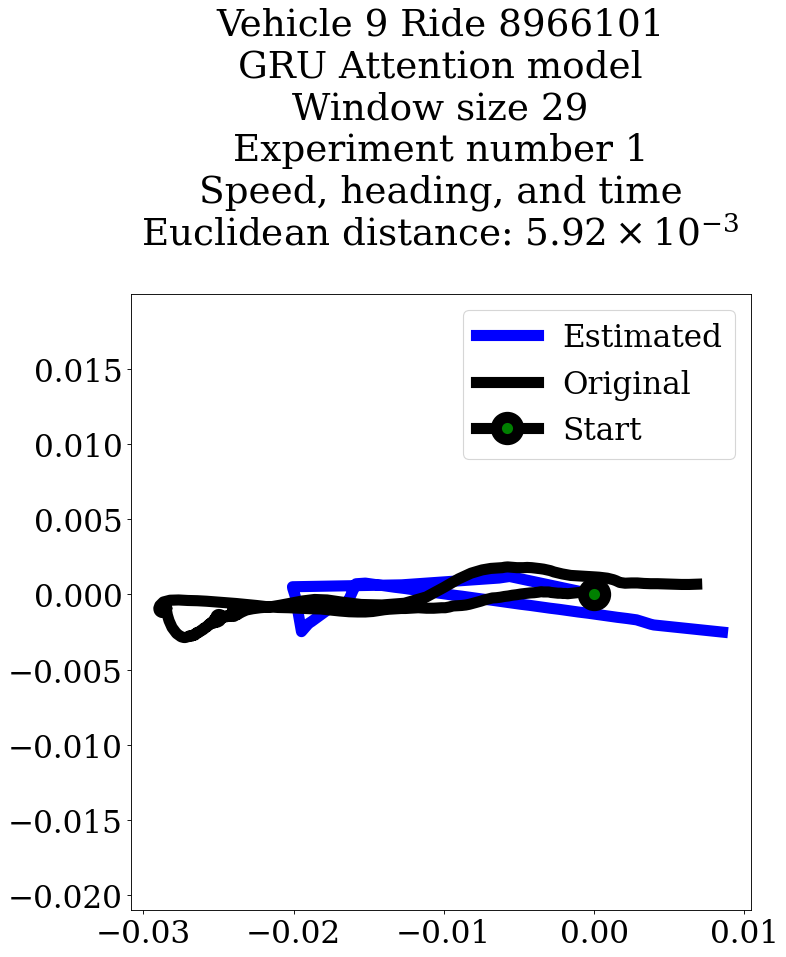 Vehicle 9 Ride 8966101
GRU Attention model
Window size 29
Experiment number 1
Speed, heading, and time
Euclidean distance: 5.92 × 10⁻³
Estimated
Original
Start
0.015
0.010
0.005
0.000
−0.005
−0.010
−0.015
−0.020
−0.03 −0.02 −0.01 0.00 0.01